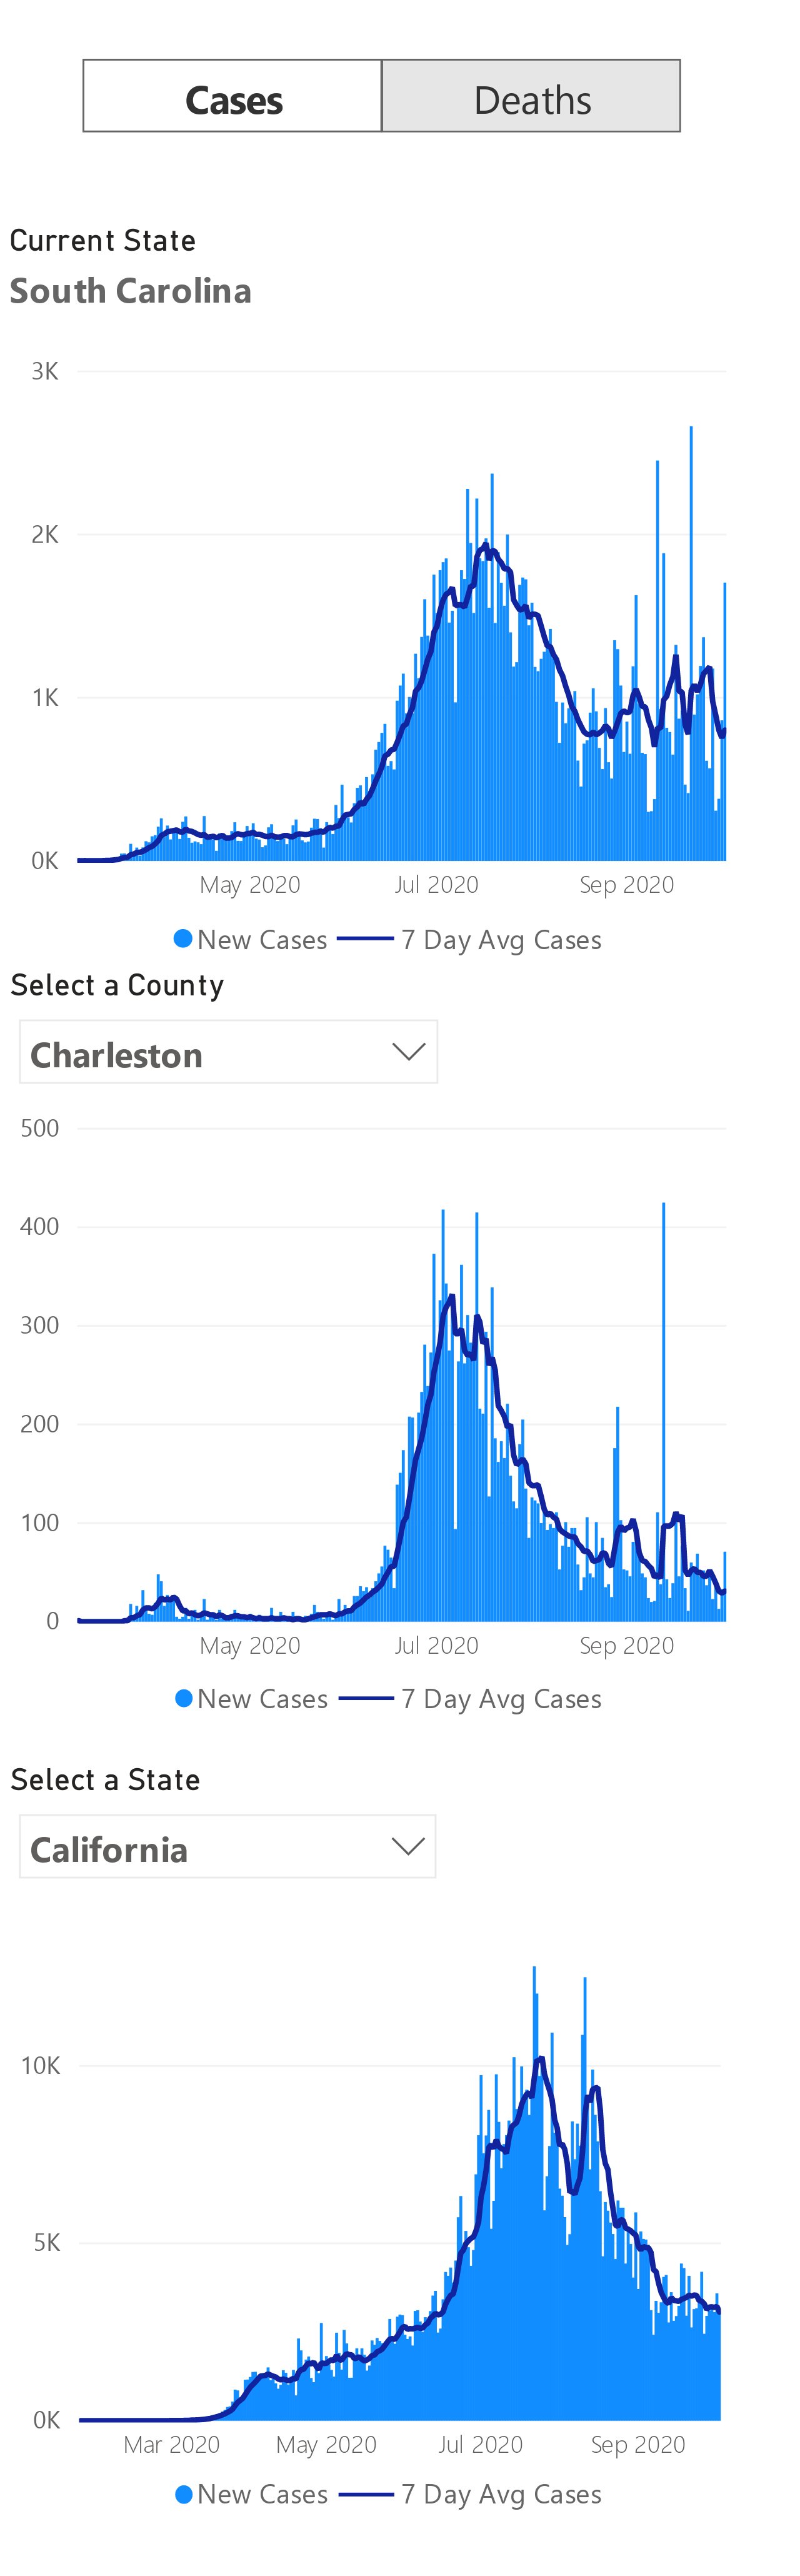 Cases Deaths
Current State
South Carolina
3K
2K
1K
0K
May 2020 Jul 2020 Sep 2020
New Cases 7 Day Avg Cases
Select a County
Charleston
500
400
300
200
100
0
May 2020 Jul 2020 Sep 2020
New Cases 7 Day Avg Cases
Select a State
California
10K
5K
0K
Mar 2020 May 2020 Jul 2020 Sep 2020
New Cases 7 Day Avg Cases